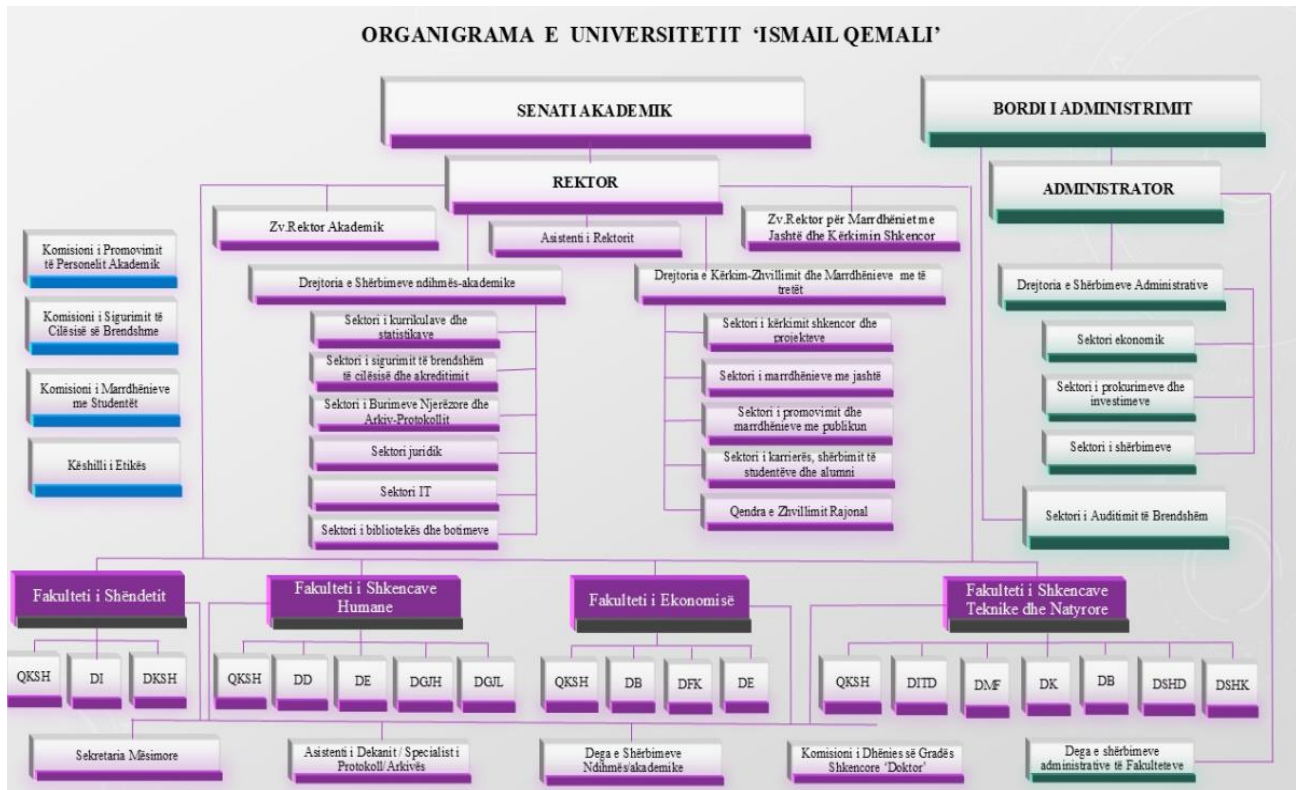 ORGANIGRAMA E UNIVERSITETIT ‘ISMAIL QEMALI’
SENATI AKADEMIK
BORDI I ADMINISTRIMIT
REKTOR
ADMINISTRATOR
Zv.Rektor Akademik
Asistenti i Rektorit
Zv.Rektor për Marrdhëniet me
Jashtë dhe Kërkimin Shkencor
Komisioni i Promovimit
të Personelit Akademik
Komisioni i Sigurimit të
Cilësisë së Brendshme
Komisioni i Marrdhënieve
me Studentët
Këshilli i Etikës
Drejtoria e Shërbimeve ndihmës-akademike
Sektori i kurrikulave dhe
statistikave
Sektori i sigurimit të brendshëm
të cilësisë dhe akreditimit
Sektori i Burimeve Njerëzore dhe
Arkiv-Protokollit
Sektori juridik
Sektori IT
Sektori i bibliotekës dhe botimeve
Drejtoria e Kërkim-Zhvillimit dhe Marrdhënieve me të
tretët
Sektori i kërkimit shkencor dhe
projekteve
Sektori i marrdhënieve me jashtë
Sektori i promovimit dhe
marrdhënieve me publikun
Sektori i karrierës, shërbimit të
studentëve dhe alumni
Qendra e Zhvillimit Rajonal
Drejtoria e Shërbimeve Administrative
Sektori ekonomik
Sektori i prokurimeve dhe
investimeve
Sektori i shërbimeve
Sektori i Auditimit të Brendshëm
Fakulteti i Shëndetit
Fakulteti i Shkencave
Humane
Fakulteti i Ekonomisë
Fakulteti i Shkencave
Teknike dhe Natyrore
QKSH
DI
DKSH
QKSH
DD
DE
DGJH
DGJL
QKSH
DB
DFK
DE
QKSH
DITD
DMF
DK
DB
DSHD
DSHK
Sekretaria Mësimore
Asistenti i Dekanit / Specialist i
Protokoll/Arkivës
Dega e Shërbimeve
Ndihmës/akademike
Komisioni i Dhënies së Gradës
Shkencore ‘Doktor’
Dega e shërbimeve
administrative të Fakulteteve